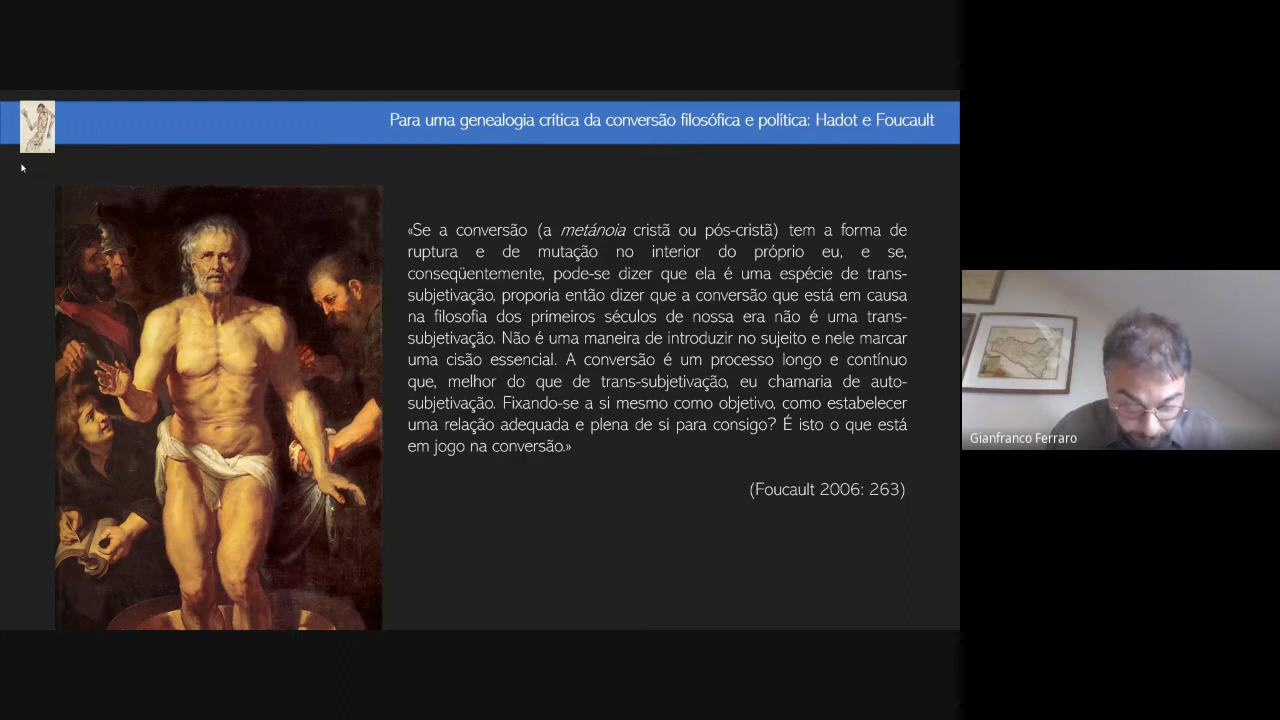 Para uma genealogia crítica da conversão filosófica e política: Hadot e Foucault
«Se a conversão (a metánoia cristã ou pós-cristã) tem a forma de
ruptura e de mutação no interior do próprio eu, e se,
conseqüentemente, pode-se dizer que ela é uma espécie de trans-
subjetivação, proporia então dizer que a conversão que está em causa
na filosofia dos primeiros séculos de nossa era não é uma trans-
subjetivação. Não é uma maneira de introduzir no sujeito e nele marcar
uma cisão essencial. A conversão é um processo longo e contínuo
que, melhor do que de trans-subjetivação, eu chamaria de auto-
subjetivação. Fixando-se a si mesmo como objetivo, como estabelecer
uma relação adequada e plena de si para consigo? É isto o que está
em jogo na conversão.»
(Foucault 2006: 263)
Gianfranco Ferraro